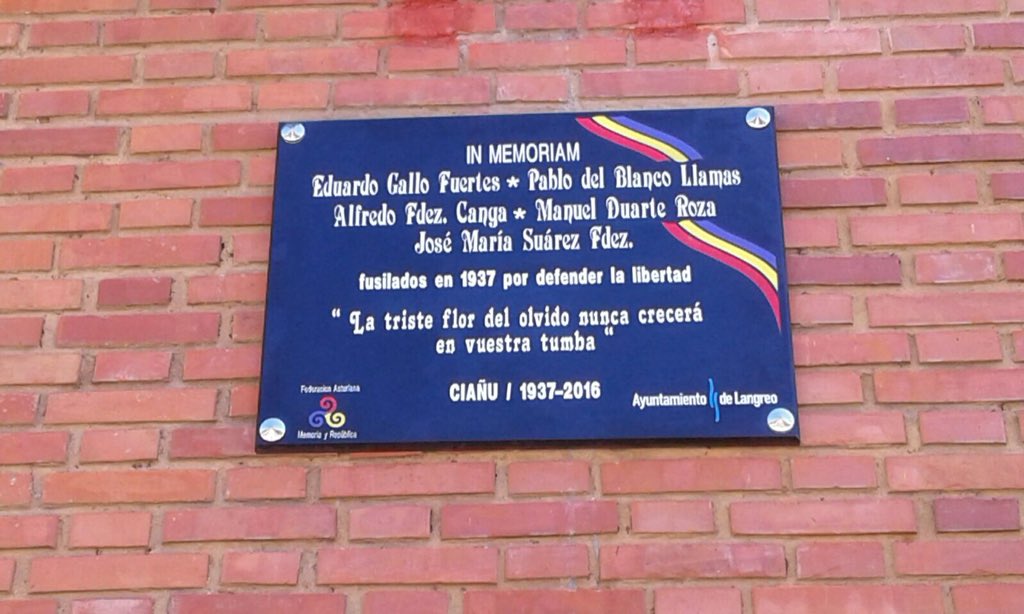 IN MEMORIAM
Eduardo Gallo Fuertes * Pablo del Blanco Llamas
Alfredo Fdez. Canga * Manuel Duarte Roza
José María Suárez Fdez.
fusilados en 1937 por defender la libertad
“ La triste flor del olvido nunca crecerá
en vuestra tumba “
CIAÑU / 1937-2016
Federacion Asturiana
Memoria y República
Ayuntamiento de Langreo